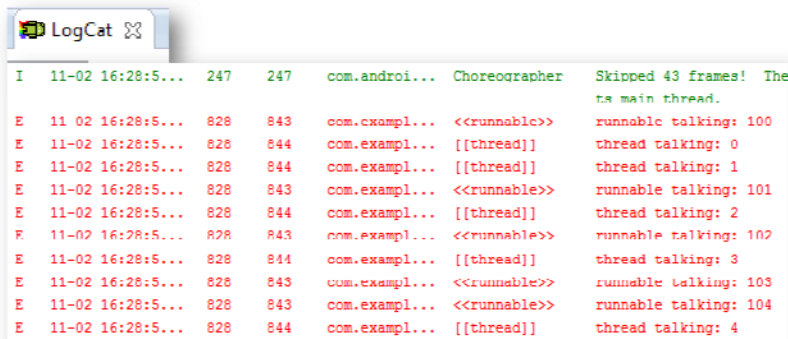 LogCat
I 11-02 16:28:5... 247 247 com.androi... Choreographer Skipped 43 frames! The
ts main thread.
E 11-02 16:28:5... 828 843 com.exampl... <<runnable>> runnable talking: 100
E 11-02 16:28:5... 828 844 com.exampl... [[thread]] thread talking: 0
E 11-02 16:28:5... 828 844 com.exampl... [[thread]] thread talking: 1
E 11-02 16:28:5... 828 843 com.exampl... <<runnable>> runnable talking: 101
E 11-02 16:28:5... 828 844 com.exampl... [[thread]] thread talking: 2
E 11-02 16:28:5... 828 843 com.exampl... <<runnable>> runnable talking: 102
E 11-02 16:28:5... 828 844 com.exampl... [[thread]] thread talking: 3
E 11-02 16:28:5... 828 843 com.exampl... <<runnable>> runnable talking: 103
E 11-02 16:28:5... 828 843 com.exampl... <<runnable>> runnable talking: 104
E 11-02 16:28:5... 828 844 com.exampl... [[thread]] thread talking: 4